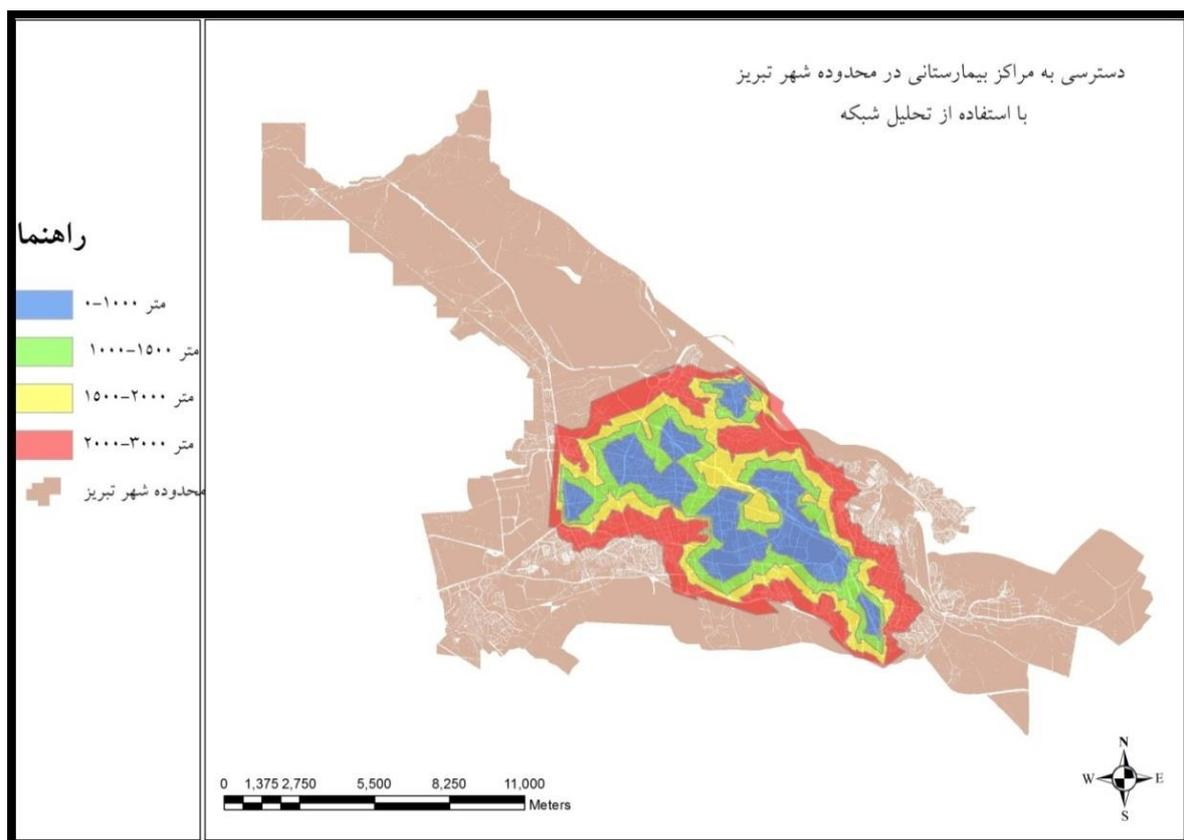 دسترسی به مراکز بیمارستانی در محدوده شهر تبریز
با استفاده از تحلیل شبکه
راهنما
متر ۱۰۰۰-۰
متر ۱۵۰۰-۱۰۰۰
متر ۲۰۰۰-۱۵۰۰
متر ۳۰۰۰-۲۰۰۰
محدوده شهر تبریز
0 1,375 2,750 5,500 8,250 11,000
Meters
N
W E
S